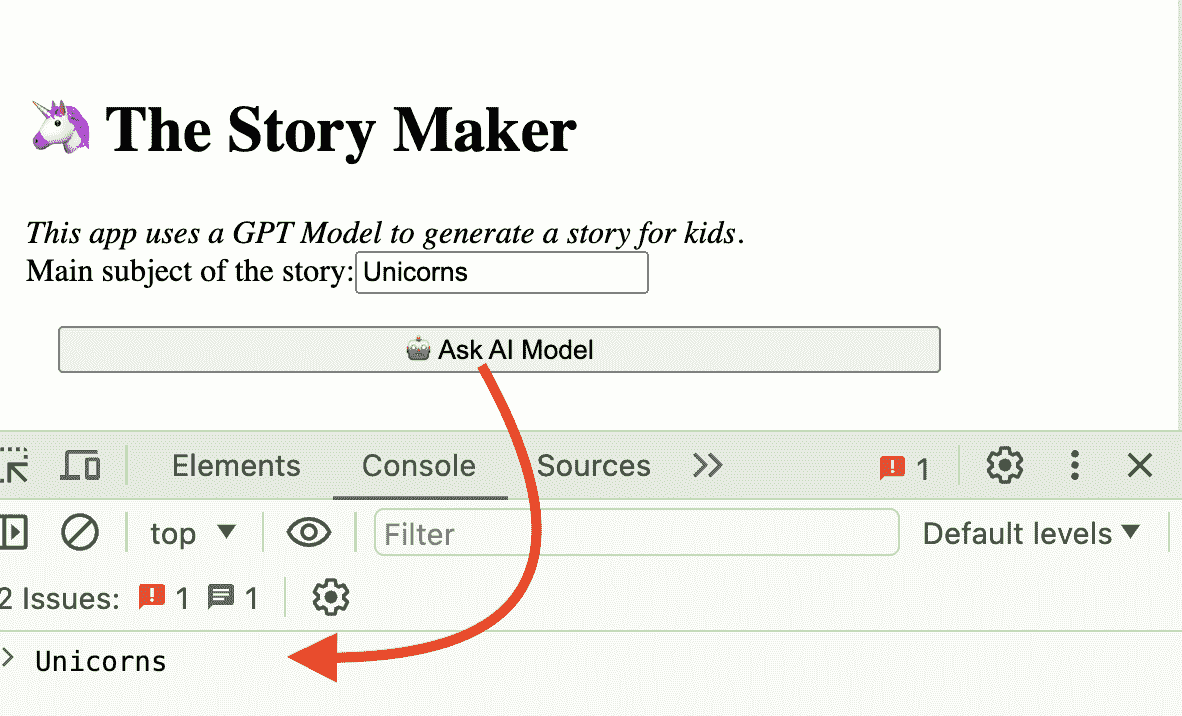 🦄 The Story Maker
This app uses a GPT Model to generate a story for kids.
Main subject of the story: Unicorns
🤖 Ask AI Model
Elements Console Sources 1
top Filter Default levels
2 Issues: 1 1
Unicorns